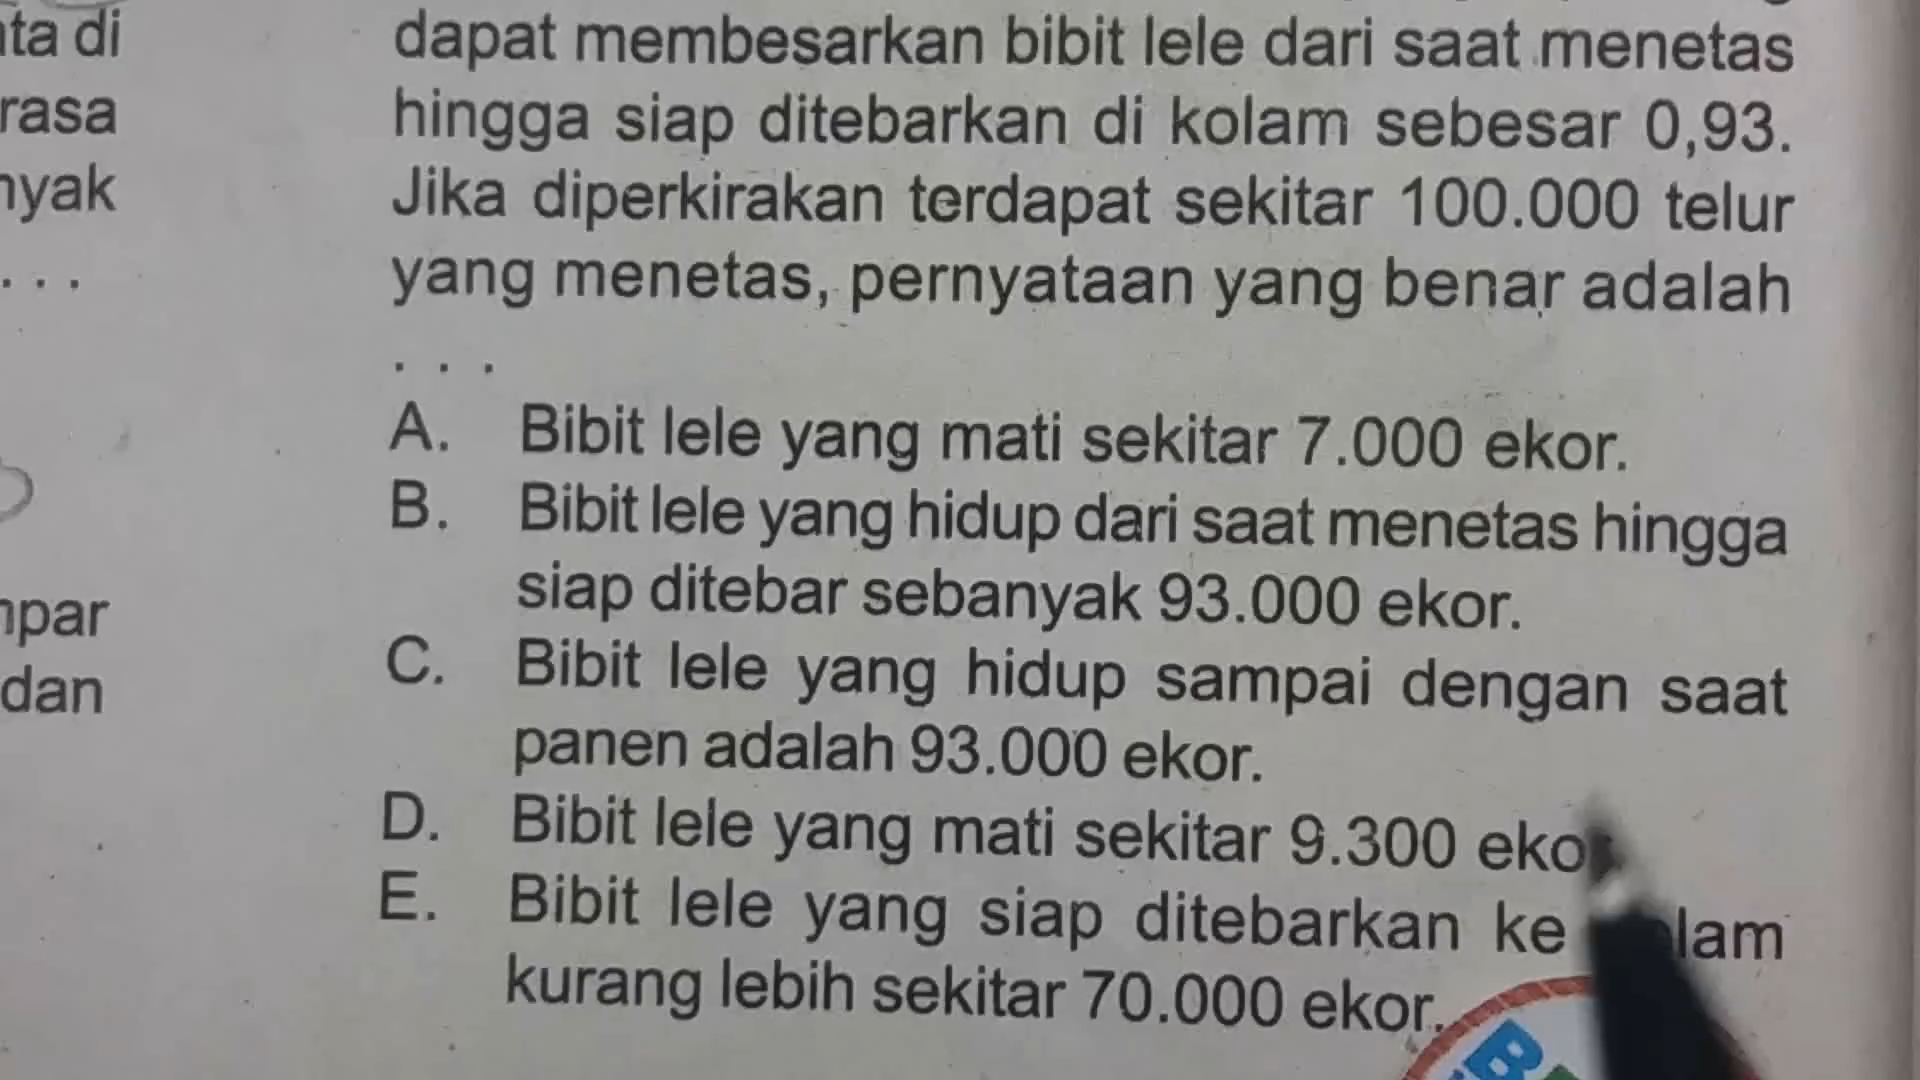 ta di
rasa
nyak
. . .
npar
dan
dapat membesarkan bibit lele dari saat menetas
hingga siap ditebarkan di kolam sebesar 0,93.
Jika diperkirakan terdapat sekitar 100.000 telur
yang menetas, pernyataan yang benar adalah
. . .
A. Bibit lele yang mati sekitar 7.000 ekor.
B. Bibit lele yang hidup dari saat menetas hingga
siap ditebar sebanyak 93.000 ekor.
C. Bibit lele yang hidup sampai dengan saat
panen adalah 93.000 ekor.
D. Bibit lele yang mati sekitar 9.300 eko
E. Bibit lele yang siap ditebarkan ke lam
kurang lebih sekitar 70.000 ekor.